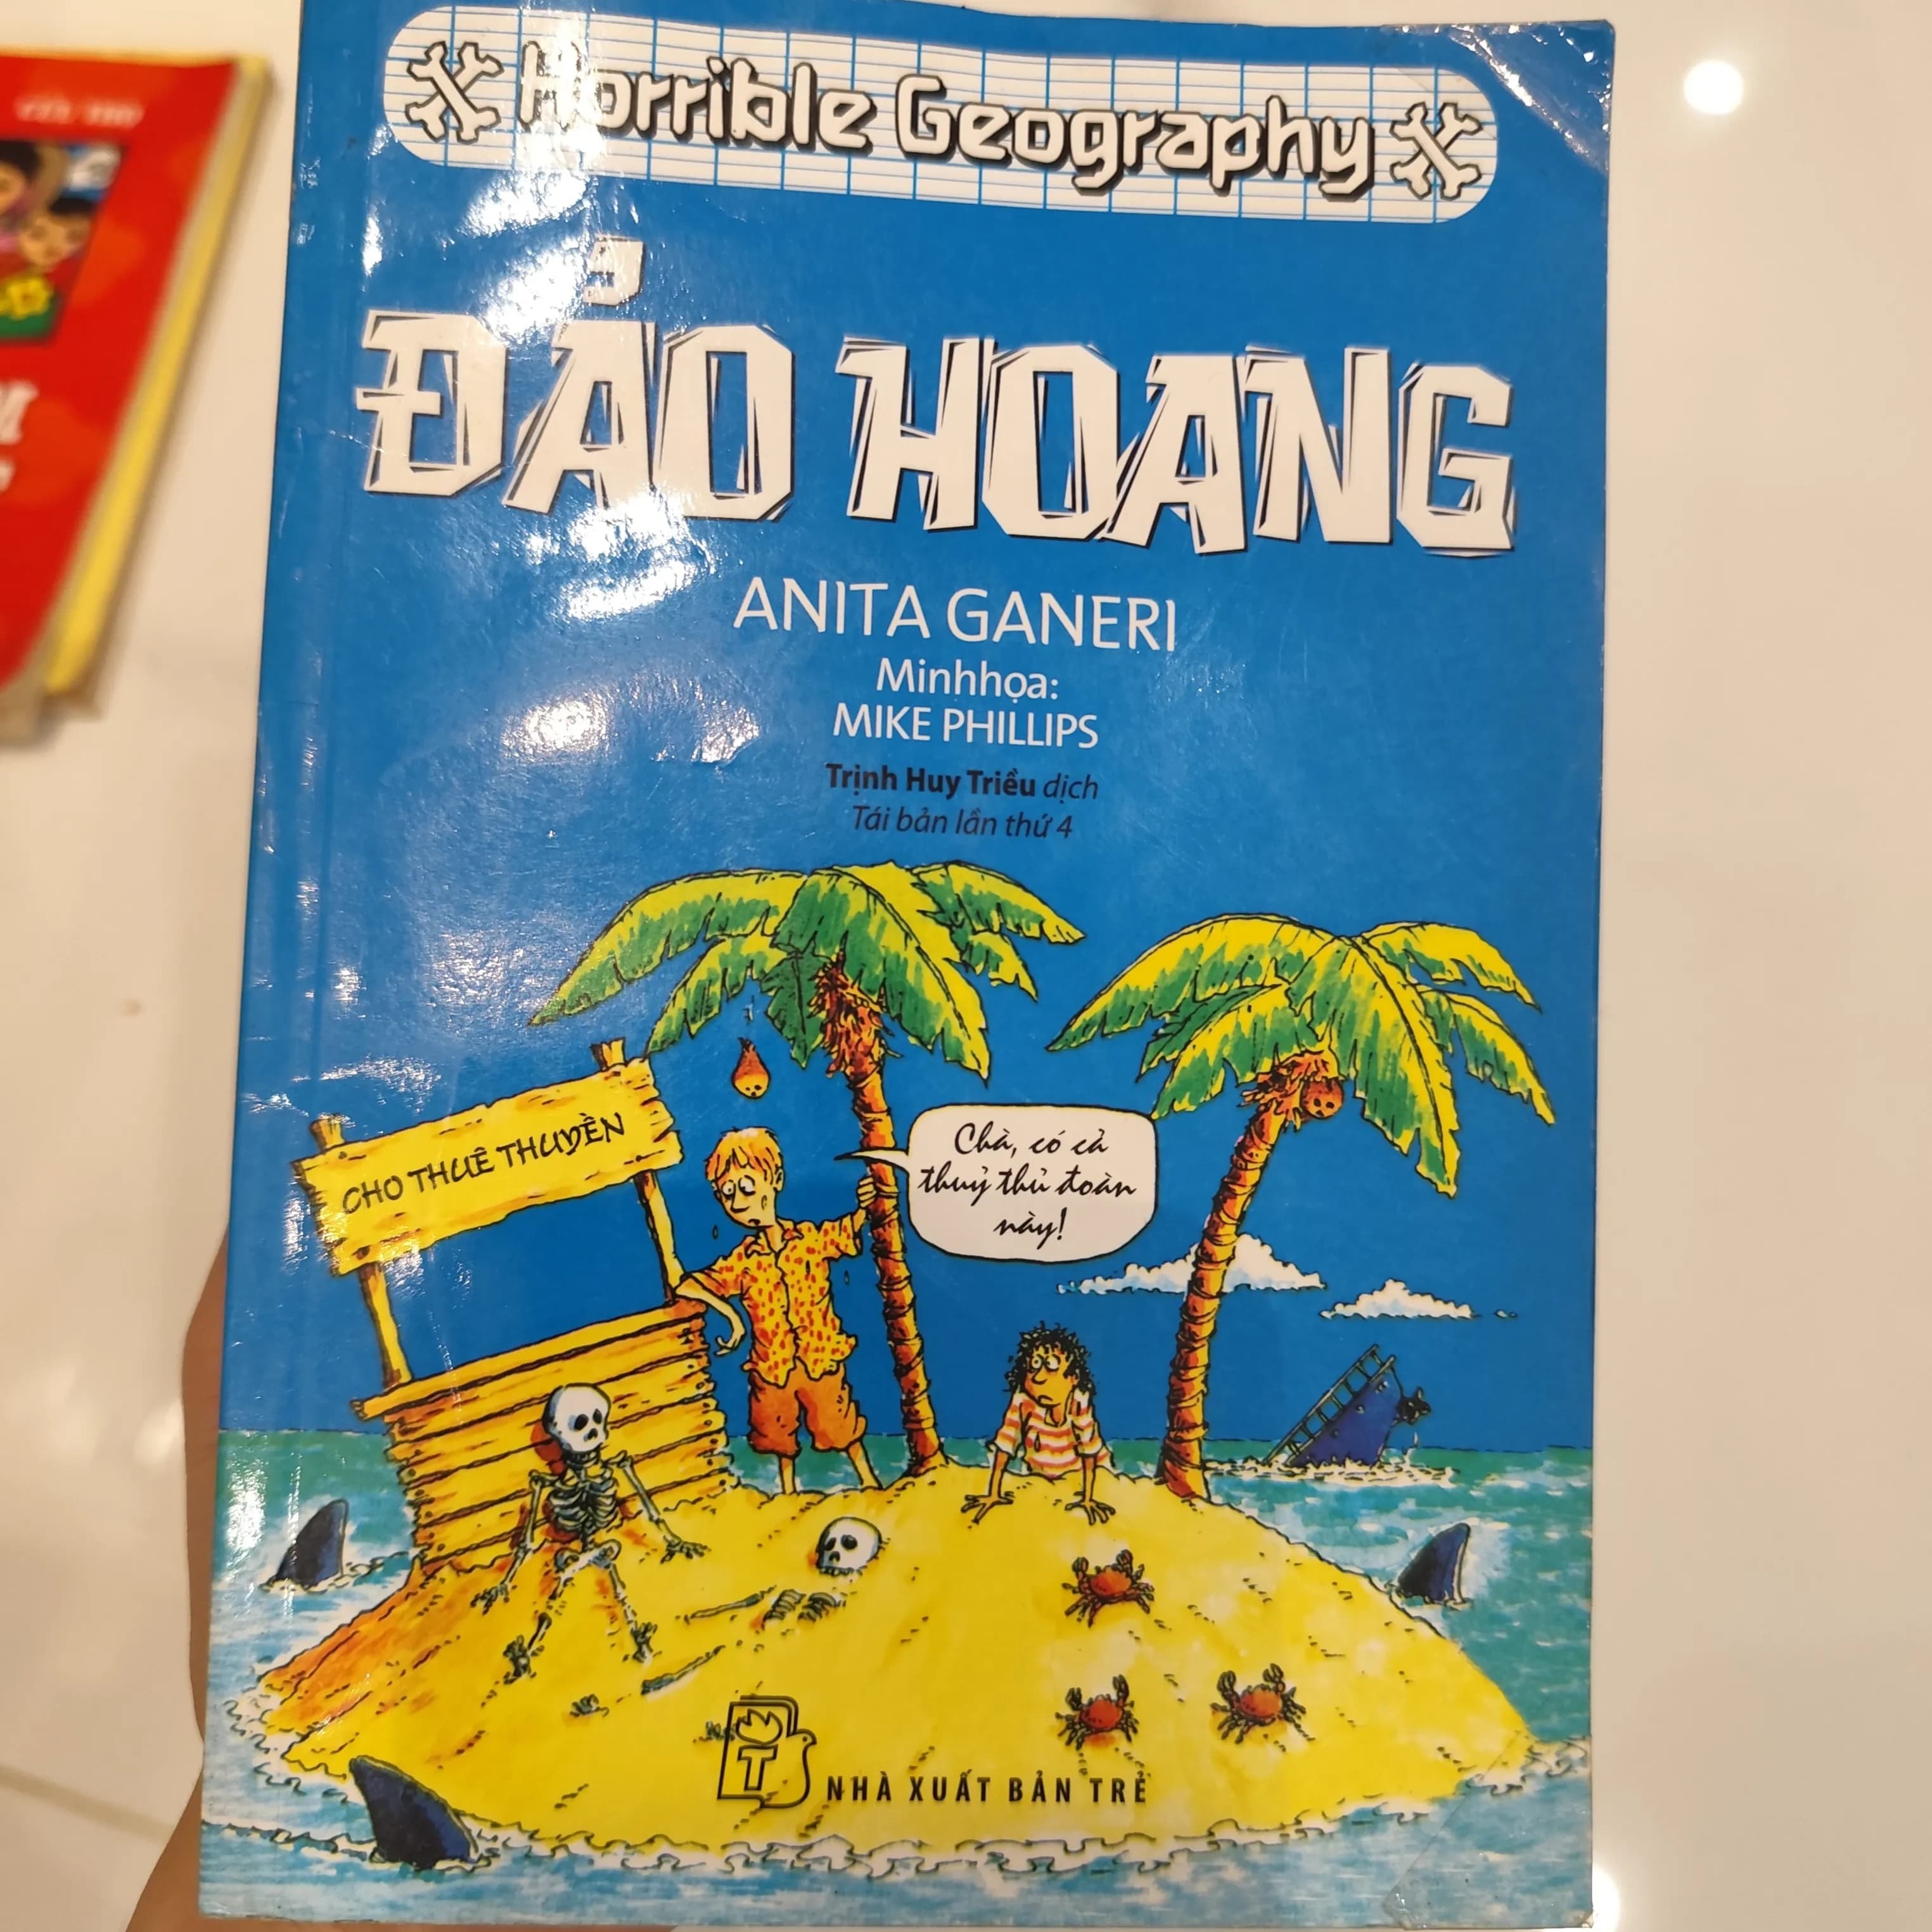 Horrible Geography
ĐẢO HOANG
ANITA GANERI
Minhhọa:
MIKE PHILLIPS
Trịnh Huy Triều dịch
Tái bản lần thứ 4
CHO THUÊ THUYỀN
Chà, có cả
thuỷ thủ đoàn
này!
T
NHÀ XUẤT BẢN TRẺ